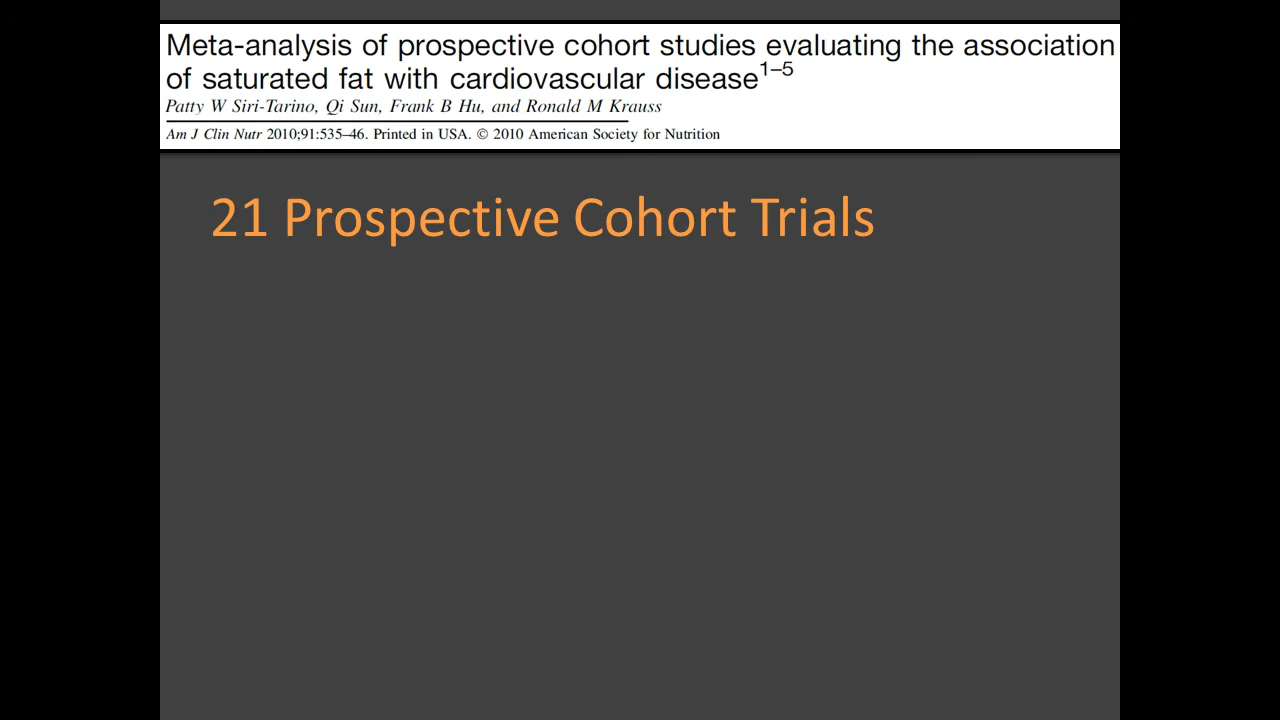 Meta-analysis of prospective cohort studies evaluating the association
of saturated fat with cardiovascular disease1–5
Patty W Siri-Tarino, Qi Sun, Frank B Hu, and Ronald M Krauss
Am J Clin Nutr 2010;91:535–46. Printed in USA. © 2010 American Society for Nutrition
21 Prospective Cohort Trials